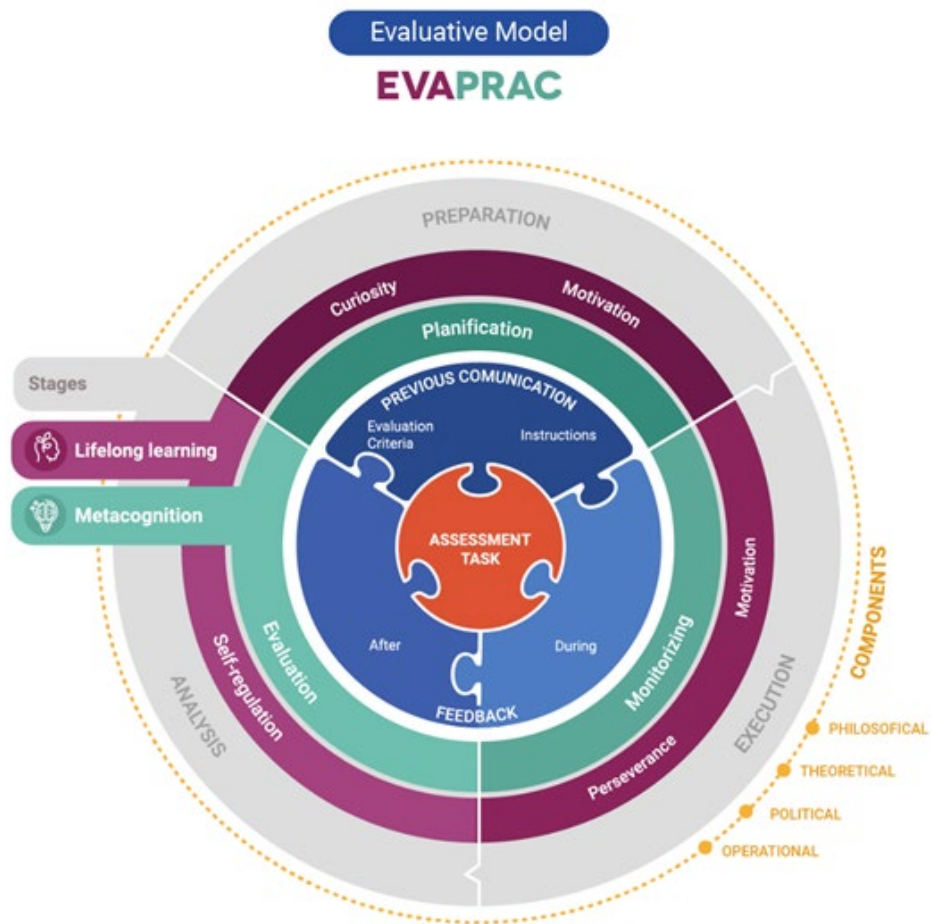 Evaluative Model
EVAPRAC
PREPARATION
Curiosity
Motivation
Planification
Stages
PREVIOUS COMUNICATION
Evaluation
Criteria
Instructions
Lifelong learning
Metacognition
ASSESSMENT
TASK
Motivation
COMPONENTS
After
During
Evaluation
Self-regulation
ANALYSIS
Monitorizing
FEEDBACK
Perseverance
EXECUTION
PHILOSOFICAL
THEORETICAL
POLITICAL
OPERATIONAL